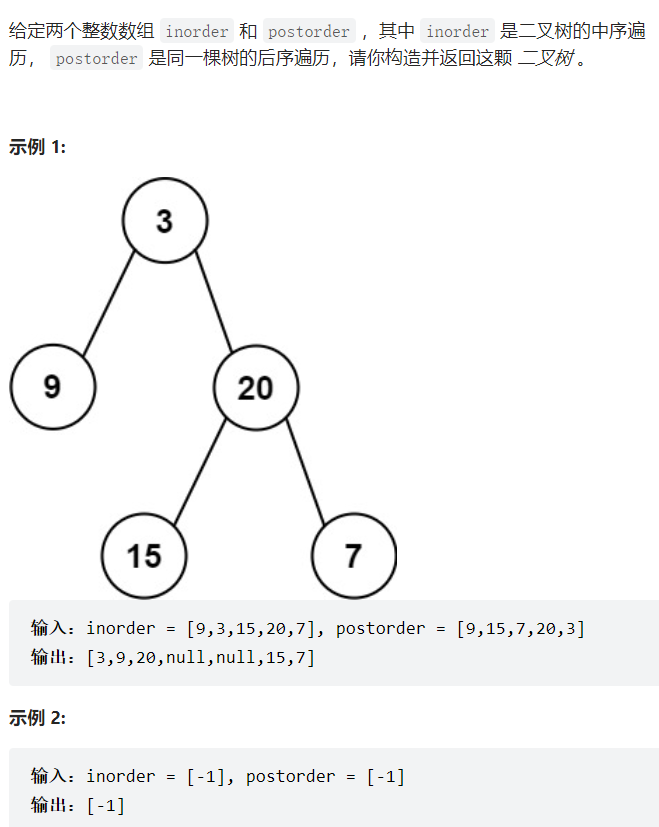 给定两个整数数组 inorder 和 postorder ，其中 inorder 是二叉树的中序遍
历， postorder 是同一棵树的后序遍历，请你构造并返回这颗 二叉树 。
示例 1:
3
9
20
15
7
输入：inorder = [9,3,15,20,7], postorder = [9,15,7,20,3]
输出：[3,9,20,null,null,15,7]
示例 2:
输入：inorder = [-1], postorder = [-1]
输出：[-1]